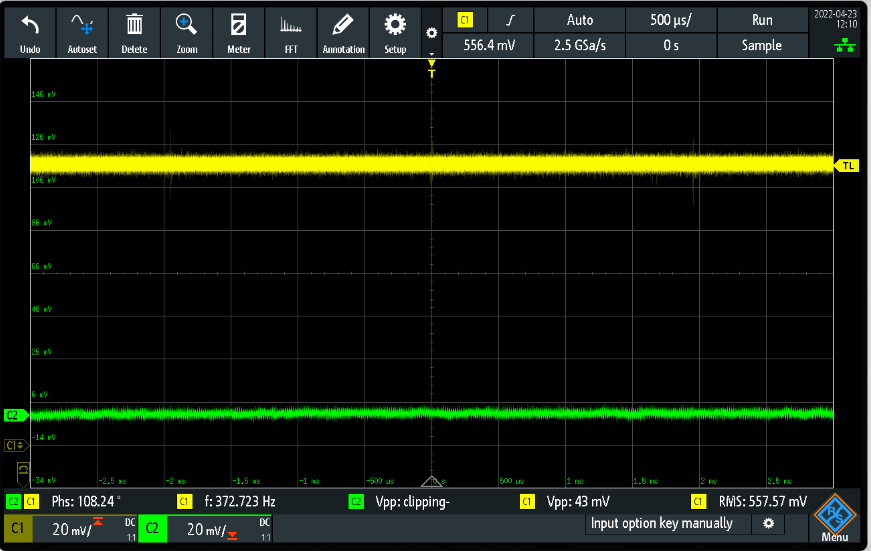 Undo
Autoset
Delete
Zoom
Meter
FFT
Annotation
Setup
C1
Auto
500 µs/
Run
556.4 mV
2.5 GSa/s
0 s
Sample
2022-04-23
12:10
T
146 mV
126 mV
106 mV
86 mV
66 mV
46 mV
26 mV
6 mV
-14 mV
-34 mV
TL
C2
C1
C1
-2.5 ms
-2 ms
-1.5 ms
-1 ms
-500 µs
0 s
500 µs
1 ms
1.5 ms
2 ms
2.5 ms
C2 C1 Phs: 108.24 °
C1 f: 372.723 Hz
C2 Vpp: clipping-
C1 Vpp: 43 mV
C1 RMS: 557.57 mV
C1 20 mV/ DC 1:1
C2 20 mV/ DC 1:1
Input option key manually
R&S
Menu